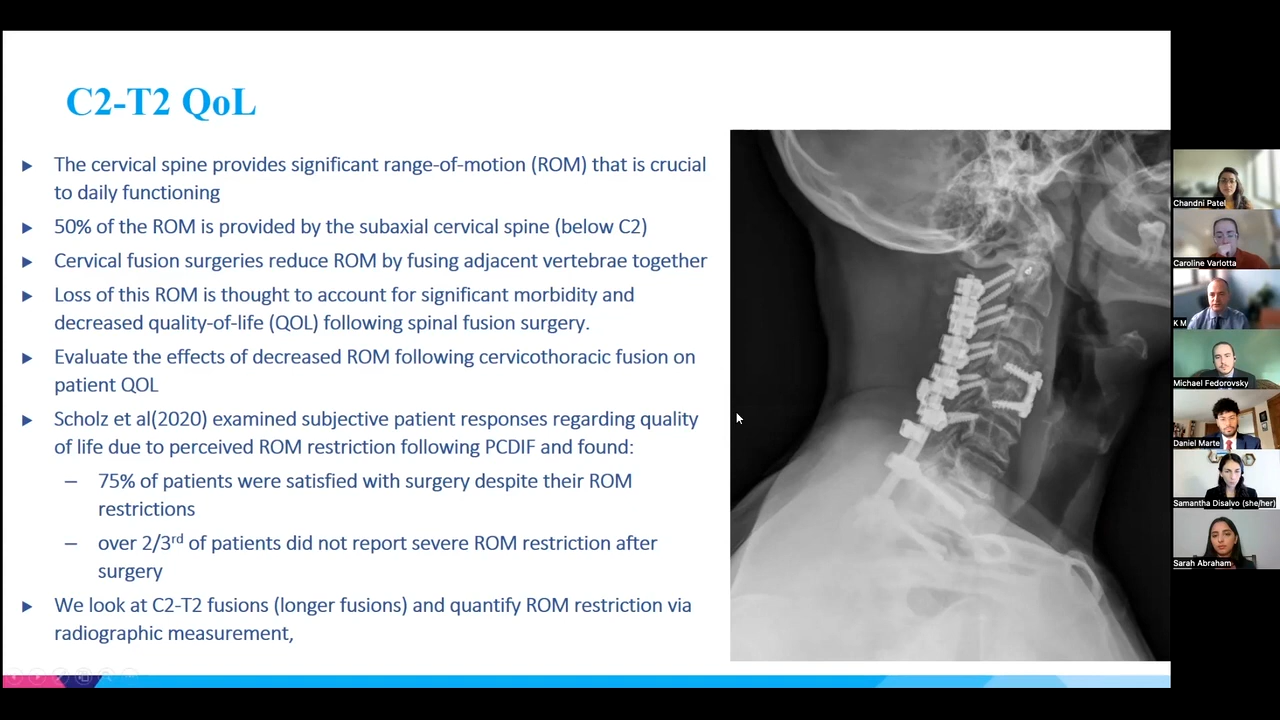 C2-T2 QoL
The cervical spine provides significant range-of-motion (ROM) that is crucial
to daily functioning
50% of the ROM is provided by the subaxial cervical spine (below C2)
Cervical fusion surgeries reduce ROM by fusing adjacent vertebrae together
Loss of this ROM is thought to account for significant morbidity and
decreased quality-of-life (QOL) following spinal fusion surgery.
Evaluate the effects of decreased ROM following cervicothoracic fusion on
patient QOL
Scholz et al(2020) examined subjective patient responses regarding quality
of life due to perceived ROM restriction following PCDIF and found:
– 75% of patients were satisfied with surgery despite their ROM
restrictions
– over 2/3rd of patients did not report severe ROM restriction after
surgery
We look at C2-T2 fusions (longer fusions) and quantify ROM restriction via
radiographic measurement,
Chandni Patel
Caroline Varlotta
K M
Michael Fedorovsky
Daniel Marte
Samantha Disalvo (she/her)
Sarah Abraham